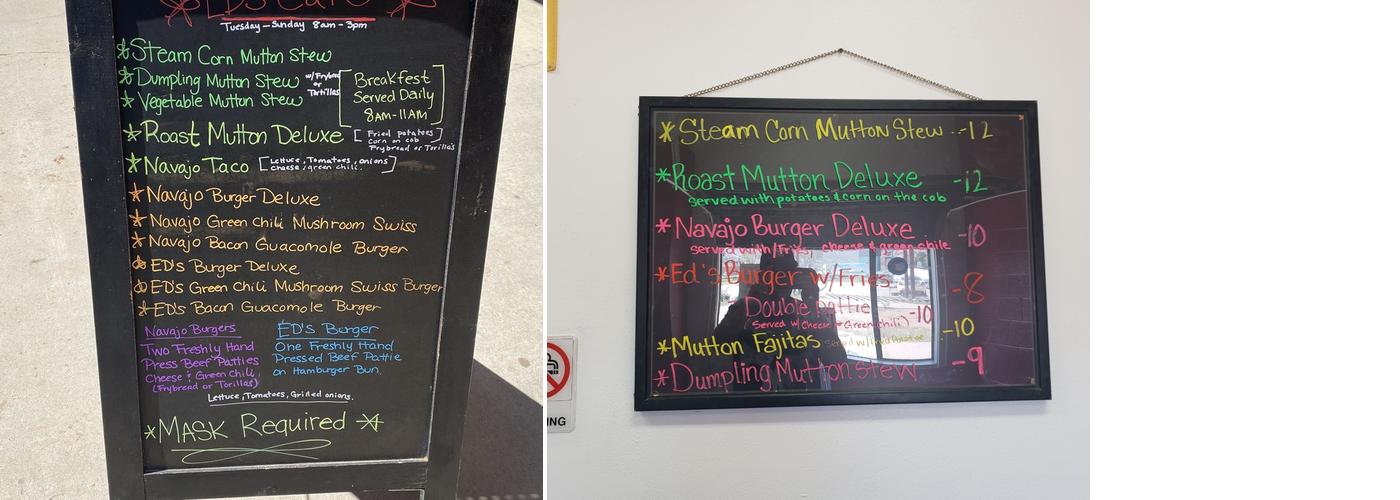 ED's Cafe
Tuesday - Sunday 8am - 3pm
Steam Corn Mutton Stew
Dumpling Mutton Stew
Vegetable Mutton Stew
w/Frybread
or
Tortillas
Breakfest
Served Daily
8AM-11AM
Roast Mutton Deluxe
Fried potatoes
Corn on cob
Frybread or Torilla's
Navajo Taco
Lettuce, Tomatoes, onions
cheese, green chili.
Navajo Burger Deluxe
Navajo Green Chili Mushroom Swiss
Navajo Bacon Guacomole Burger
ED's Burger Deluxe
ED's Green Chili Mushroom Swiss Burger
ED's Bacon Guacomole Burger
Navajo Burgers
Two Freshly Hand
Press Beef Patties
Cheese & Green Chili,
(Frybread or Torillas)
ED's Burger
One Freshly Hand
Pressed Beef Pattie
on Hamburger Bun.
Lettuce, Tomatoes, Grilled onions.
MASK Required
Steam Corn Mutton Stew -12
Roast Mutton Deluxe -12
Served with potatoes & corn on the cob
Navajo Burger Deluxe -10
served with/Fries, cheese & green chile
Ed's Burger w/Fries -8
- Double pattie -10
(Served w/ Cheese & Green Chili)
Mutton Fajitas -10
Served w/Fried Potatoe
Dumpling Mutton Stew. -9
ING